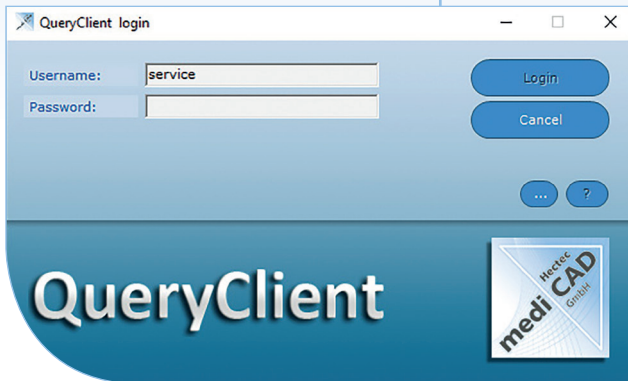 QueryClient login
Username:
service
Login
Password:
Cancel
...
?
QueryClient
Hectec
medi CAD
GmbH